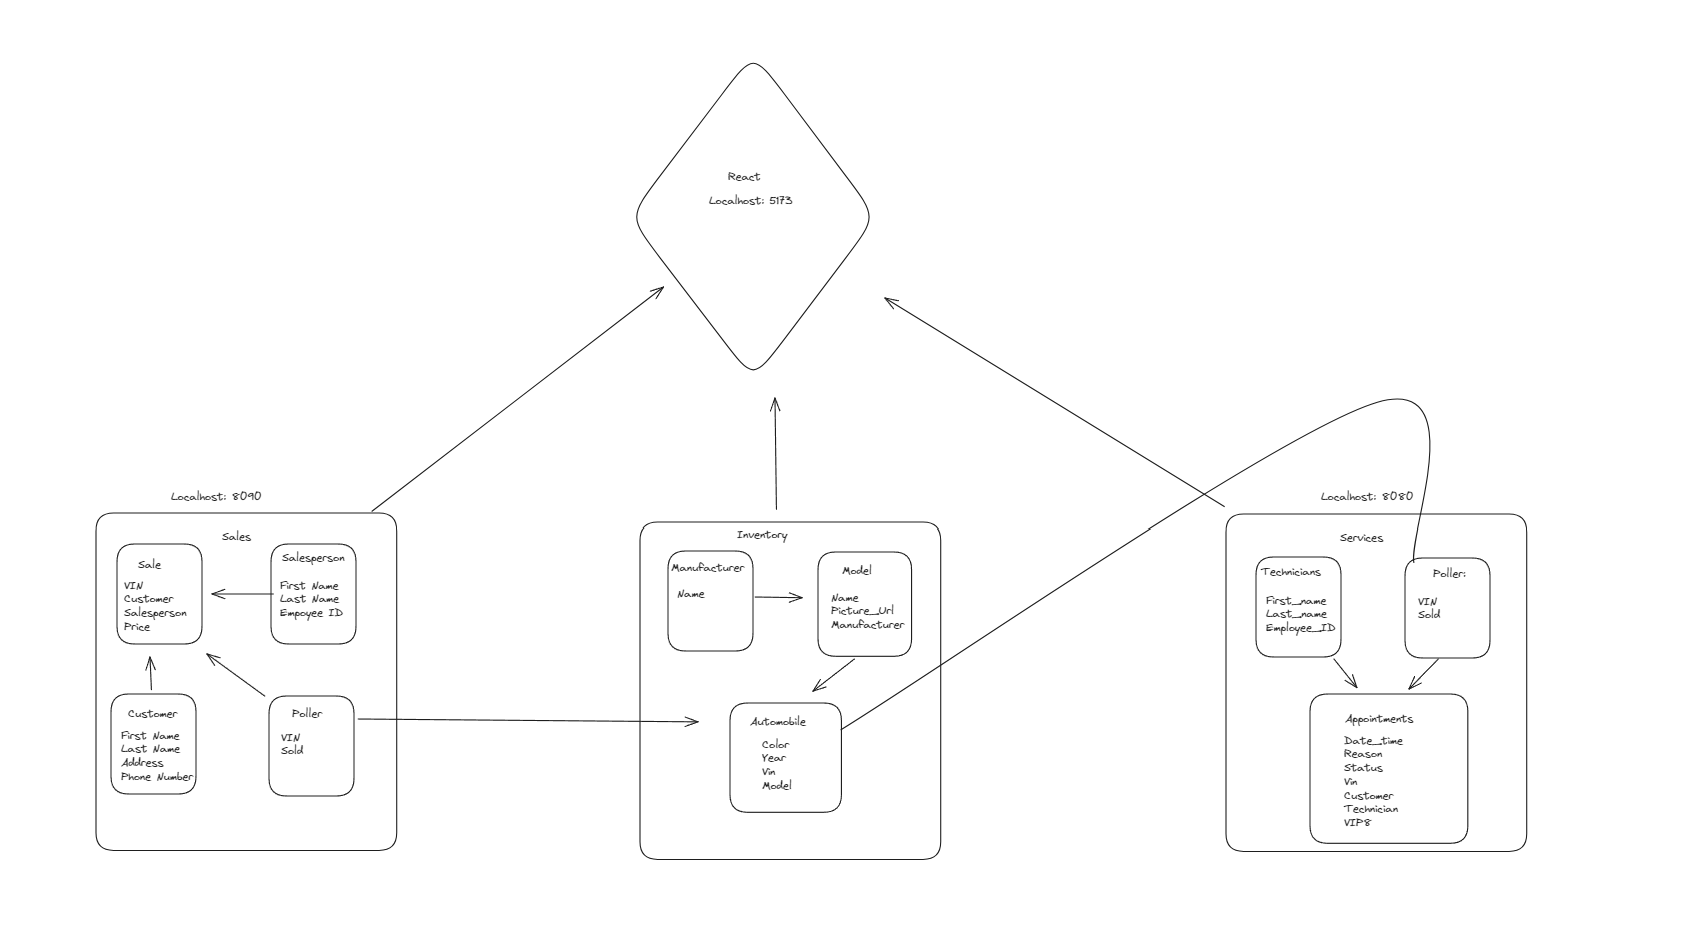 React
Localhost: 5173
Localhost: 8090
Sales
Sale
VIN
Customer
Salesperson
Price
Salesperson
First Name
Last Name
Empoyee ID
Customer
First Name
Last Name
Address
Phone Number
Poller
VIN
Sold
Inventory
Manufacturer
Name
Model
Name
Picture_Url
Manufacturer
Automobile
Color
Year
Vin
Model
Localhost: 8080
Services
Technicians
First_name
Last_name
Employee_ID
Poller:
VIN
Sold
Appointments
Date_time
Reason
Status
Vin
Customer
Technician
VIP8